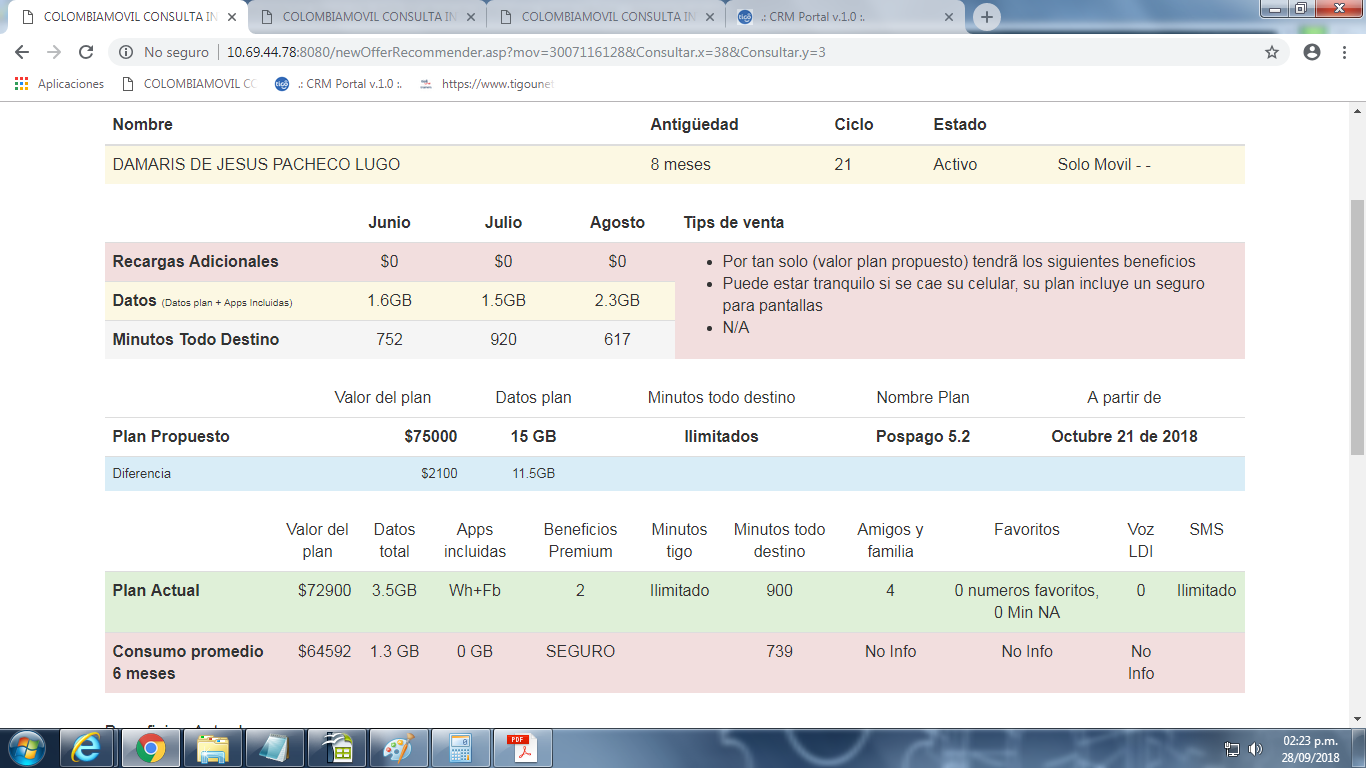 COLOMBIAMOVIL CONSULTA IN
COLOMBIAMOVIL CONSULTA IN
COLOMBIAMOVIL CONSULTA IN
tigo .: CRM Portal v.1.0 :.
No seguro | 10.69.44.78:8080/newOfferRecommender.asp?mov=3007116128&Consultar.x=38&Consultar.y=3
Aplicaciones COLOMBIAMOVIL CO tigo .: CRM Portal v.1.0 :. https://www.tigoune
Nombre Antigüedad Ciclo Estado
DAMARIS DE JESUS PACHECO LUGO 8 meses 21 Activo Solo Movil - -
Junio Julio Agosto Tips de venta
Recargas Adicionales $0 $0 $0
Datos (Datos plan + Apps Incluidas) 1.6GB 1.5GB 2.3GB
Minutos Todo Destino 752 920 617
• Por tan solo (valor plan propuesto) tendrã los siguientes beneficios
• Puede estar tranquilo si se cae su celular, su plan incluye un seguro
para pantallas
• N/A
Valor del plan Datos plan Minutos todo destino Nombre Plan A partir de
Plan Propuesto $75000 15 GB Ilimitados Pospago 5.2 Octubre 21 de 2018
Diferencia $2100 11.5GB
Valor del Datos Apps Beneficios Minutos Minutos todo Amigos y Favoritos Voz SMS
plan total incluidas Premium tigo destino familia LDI
Plan Actual $72900 3.5GB Wh+Fb 2 Ilimitado 900 4 0 numeros favoritos, 0 Ilimitado
0 Min NA
Consumo promedio $64592 1.3 GB 0 GB SEGURO 739 No Info No Info No
6 meses Info
PDF
02:23 p.m.
28/09/2018